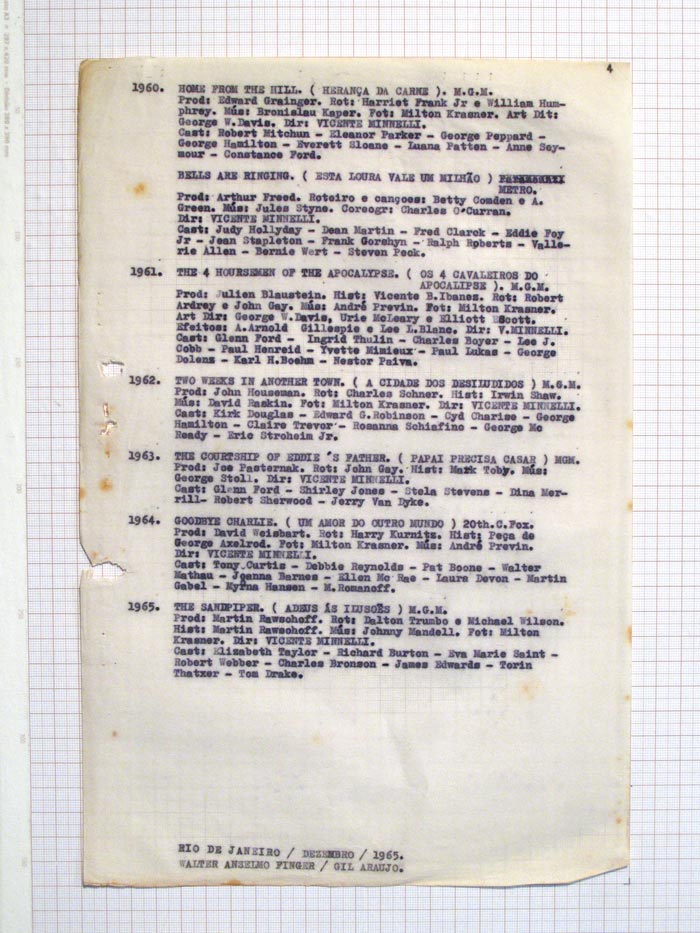 4
1960. HOME FROM THE HILL. ( HERANÇA DA CARNE ). M.G.M.
Prod: Edward Grainger. Rot: Harriet Frank Jr e William Hum-
phrey. Mús: Bronislau Kaper. Fot: Milton Krasner. Art Dit:
George W.Davis. Dir: VICENTE MINNELLI.
Cast: Robert Mitchun - Eleanor Parker - George Peppard -
George Hamilton - Everett Sloane - Luana Patten - Anne Sey-
mour - Constance Ford.
BELLS ARE RINGING. ( ESTA LOURA VALE UM MILHÃO )
METRO.
Prod: Arthur Freed. Roteiro e cançoes: Betty Comden e A.
Green. Mús: Jules Styne. Coreogr: Charles O'Curran.
Dir: VICENTE MINNELLI.
Cast: Judy Hollyday - Dean Martin - Fred Clarck - Eddie Foy
Jr - Jean Stapleton - Frank Gorshyn - Ralph Roberts - Valle-
rie Allen - Bernie West - Steven Peck.
1961. THE 4 HOURSEMEN OF THE APOCALYPSE. ( OS 4 CAVALEIROS DO
APOCALIPSE ). M.G.M.
Prod: Julien Blaustein. Hist: Vicente B.Ibanes. Rot: Robert
Ardrey e John Gay. Mús: André Previn. Fot: Milton Krasner.
Art Dir: George W.Davis, Urie McLeary e Elliott Scott.
Efeitos: A.Arnold Gillespie e Lee L.Blanc. Dir: V.MINNELLI.
Cast: Glenn Ford - Ingrid Thulin - Charles Boyer - Lee J.
Cobb - Paul Henreid - Yvette Mimieux - Paul Lukas - George
Dolens - Karl H.Boehm - Nestor Paiva.
1962. TWO WEEKS IN ANOTHER TOWN. ( A CIDADE DOS DESILUDIDOS ) M.G.M.
Prod: John Houseman. Rot: Charles Schner. Hist: Irwin Shaw.
Mús: David Raskin. Fot: Milton Krasner. Dir: VICENTE MINNELLI.
Cast: Kirk Douglas - Edward G.Robinson - Cyd Charise - George
Hamilton - Claire Trevor - Rosanna Schiafino - George Mc
Ready - Eric Stroheim Jr.
1963. THE COURTSHIP OF EDDIE ´S FATHER. ( PAPAI PRECISA CASAR ) MGM.
Prod: Joe Pasternak. Rot: John Gay. Hist: Mark Toby. Mús:
George Stoll. Dir: VICENTE MINNELLI.
Cast: Glenn Ford - Shirley Jones - Stela Stevens - Dina Mer-
rill- Robert Sherwood - Jerry Van Dyke.
1964. GOODBYE CHARLIE. ( UM AMOR DO OUTRO MUNDO ) 20th.C.Fox.
Prod: David Weisbart. Rot: Harry Kurnits. Hist: Peça de
George Axelrod. Fot: Milton Krasner. Mús: André Previn.
Dir: VICENTE MINNELLI.
Cast: Tony Curtis - Debbie Reynolds - Pat Boone - Walter
Mathau - Joanna Barnes - Ellen Mc Rae - Laura Devon - Martin
Gabel - Myrna Hansen - M.Romanoff.
1965. THE SANDPIPER. ( ADEUS ÁS ILUSOẼS ) M.G.M.
Prod: Martin Rawschoff. Rot: Dalton Trumbo e Michael Wilson.
Hist: Martin Rawschoff. Mús: Johnny Mandell. Fot: Milton
Krasner. Dir: VICENTE MINNELLI.
Cast: Elizabeth Taylor - Richard Burton - Eva Marie Saint -
Robert Webber - Charles Bronson - James Edwards - Torin
Thatxer - Tom Drake.
RIO DE JANEIRO / DEZEMBRO / 1965.
WALTER ANSELMO FINGER / GIL ARAUJO.